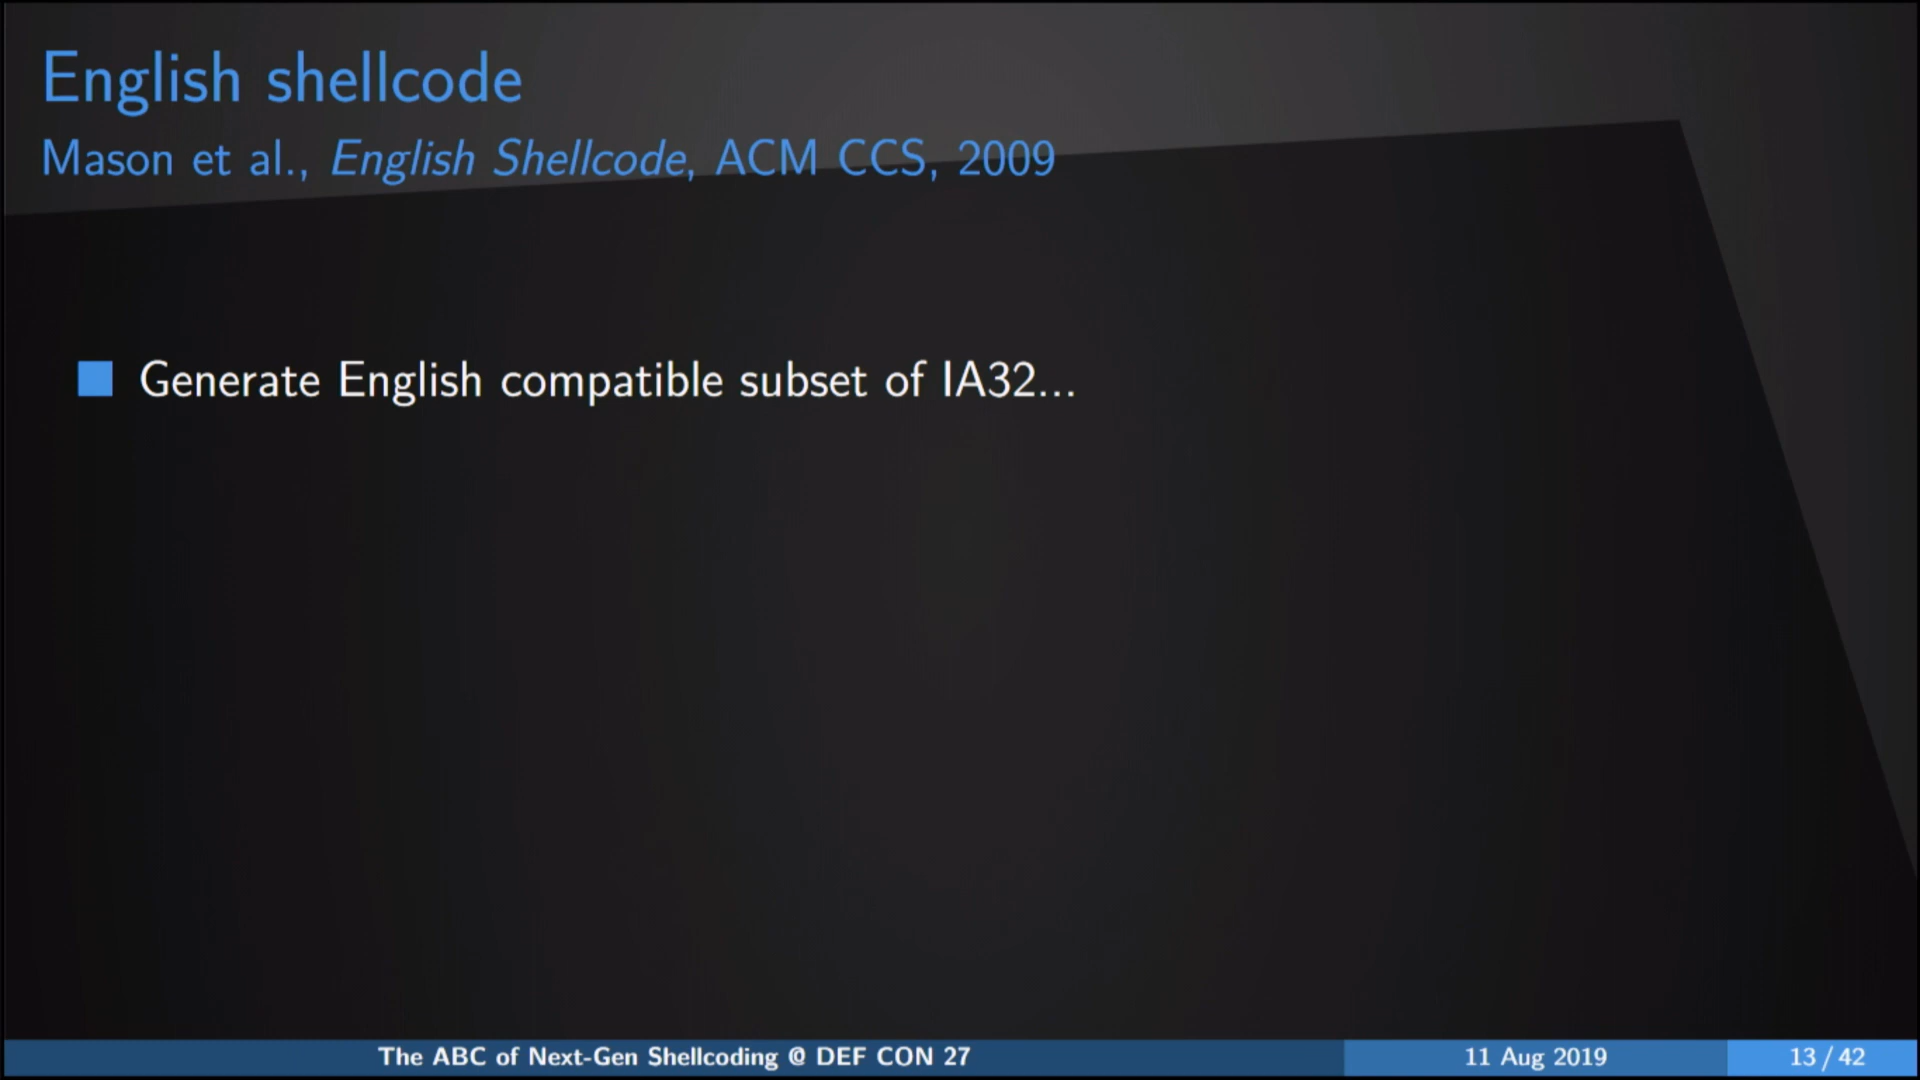 English shellcode
Mason et al., English Shellcode, ACM CCS, 2009
Generate English compatible subset of IA32...
The ABC of Next-Gen Shellcoding @ DEF CON 27
11 Aug 2019
13 / 42